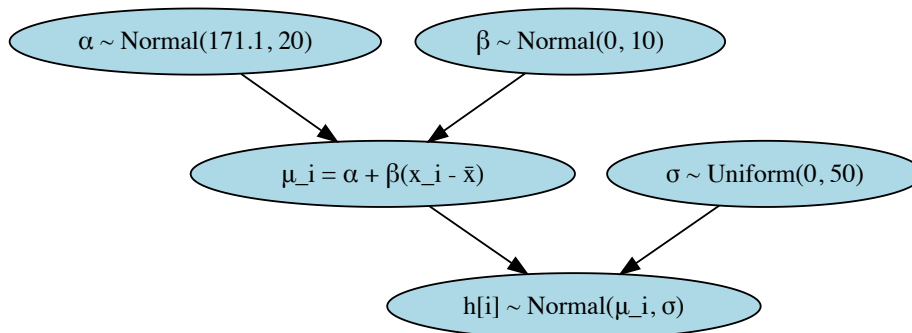 α ~ Normal(171.1, 20)
β ~ Normal(0, 10)
μ_i = α + β(x_i - x̄)
σ ~ Uniform(0, 50)
h[i] ~ Normal(μ_i, σ)